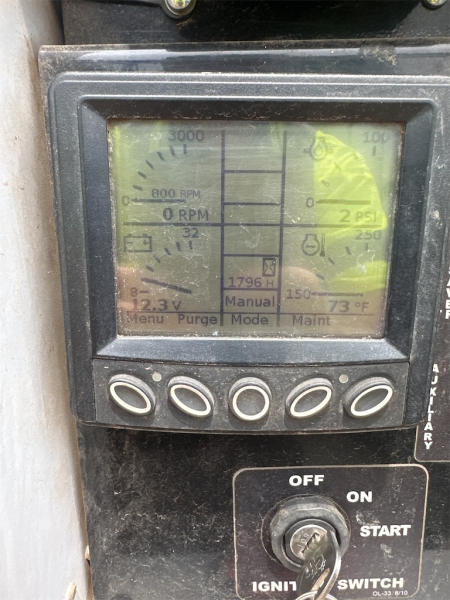 3000
100
0
800 RPM
0
0 RPM
2 PSI
32
250
1796 H
8
150
12.3 V
Manual
73 °F
Menu Purge Mode Maint
AUXILIARY
OFF
ON
START
SWITCH
OL-33 8/10